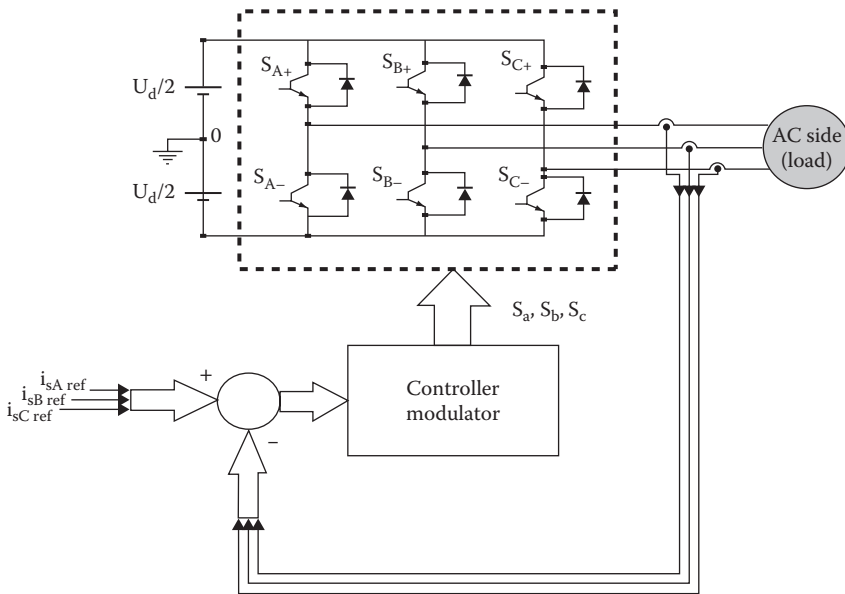 S_A+
S_B+
S_C+
U_d/2
0
AC side
(load)
U_d/2
S_A–
S_B–
S_C–
S_a, S_b, S_c
i_sA ref
i_sB ref
i_sC ref
+
–
Controller
modulator